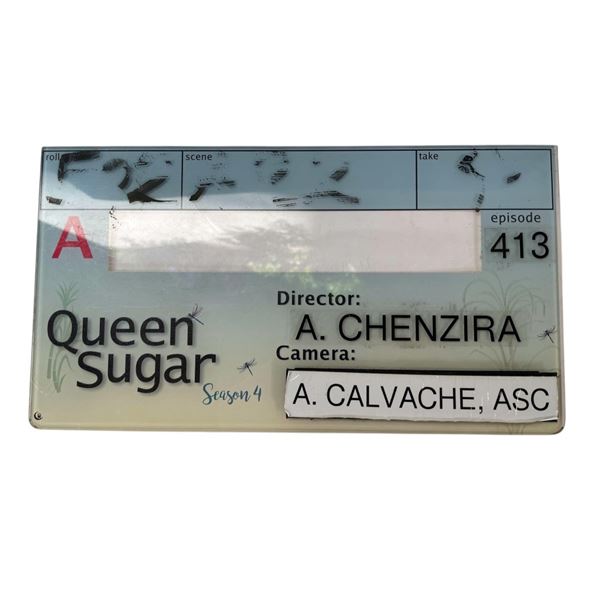 roll scene take
A
episode
413
Director:
A. CHENZIRA
Queen
Sugar
Season 4
Camera:
A. CALVACHE, ASC